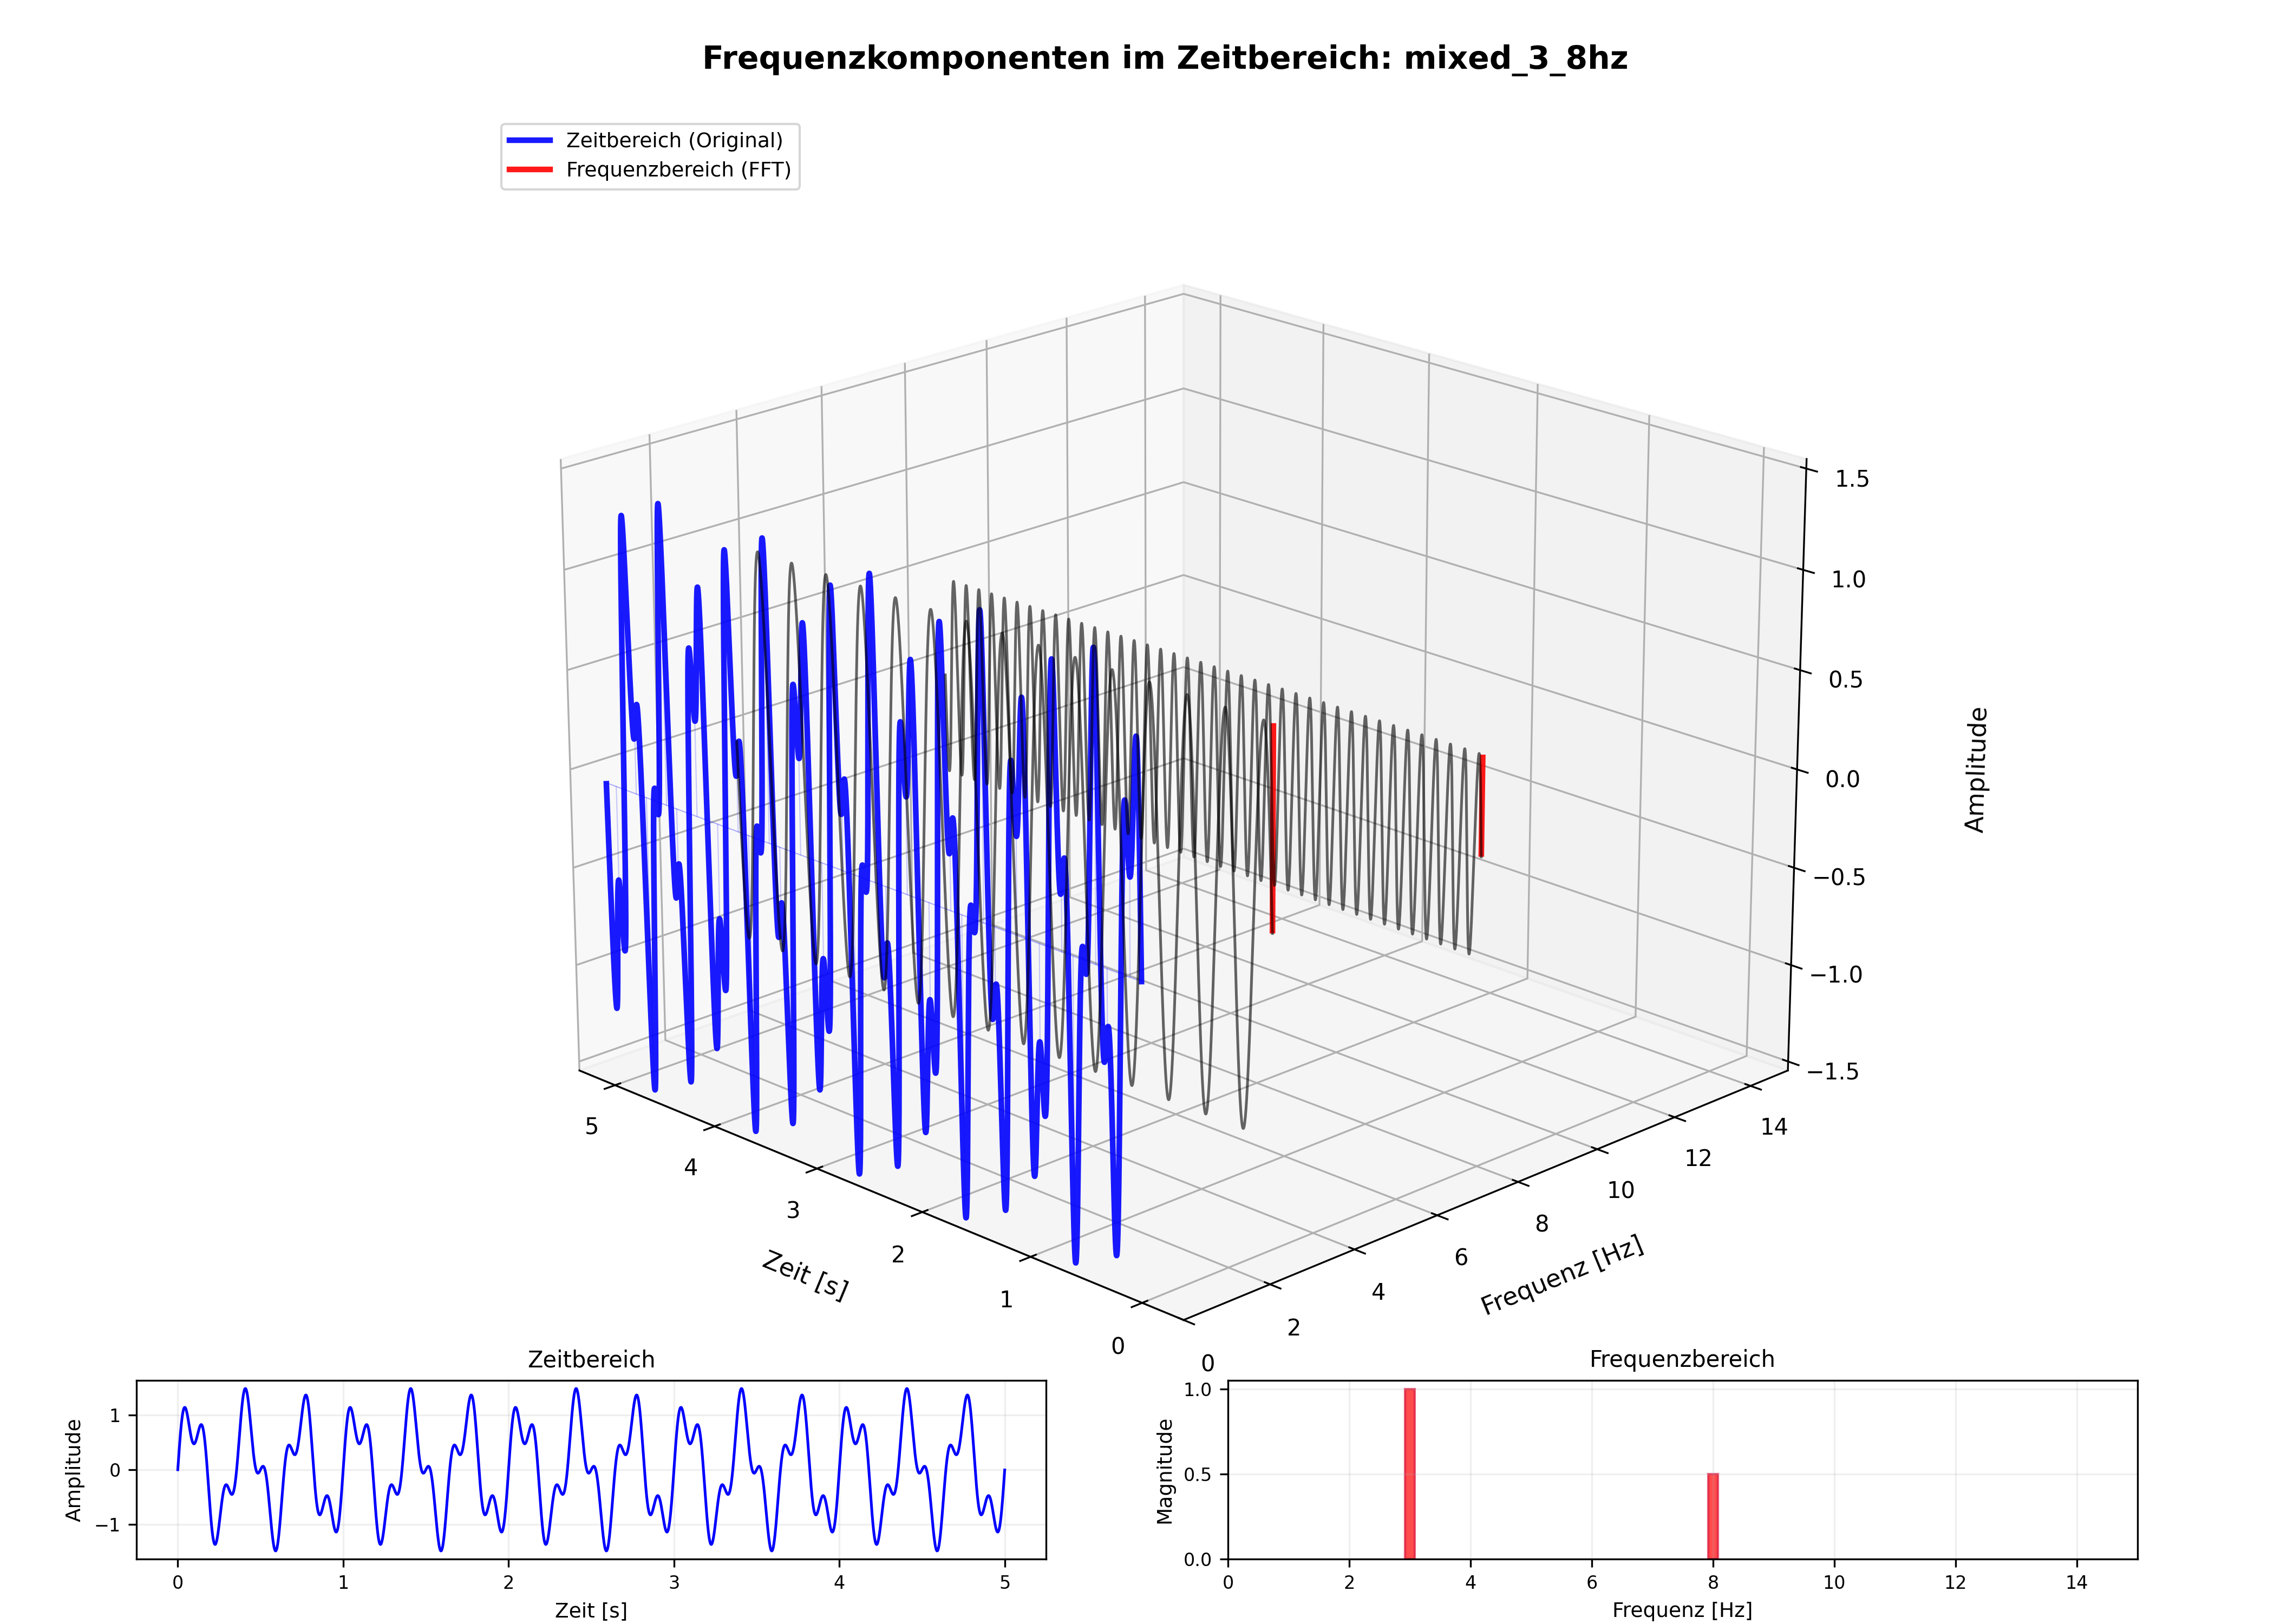 Frequenzkomponenten im Zeitbereich: mixed_3_8hz
Zeitbereich (Original)
Frequenzbereich (FFT)
1.5
1.0
0.5
0.0
−0.5
−1.0
−1.5
Amplitude
5
4
3
2
1
0
Zeit [s]
0
2
4
6
8
10
12
14
Frequenz [Hz]
Zeitbereich
Amplitude
1
0
−1
0 1 2 3 4 5
Zeit [s]
Frequenzbereich
Magnitude
1.0
0.5
0.0
0 2 4 6 8 10 12 14
Frequenz [Hz]